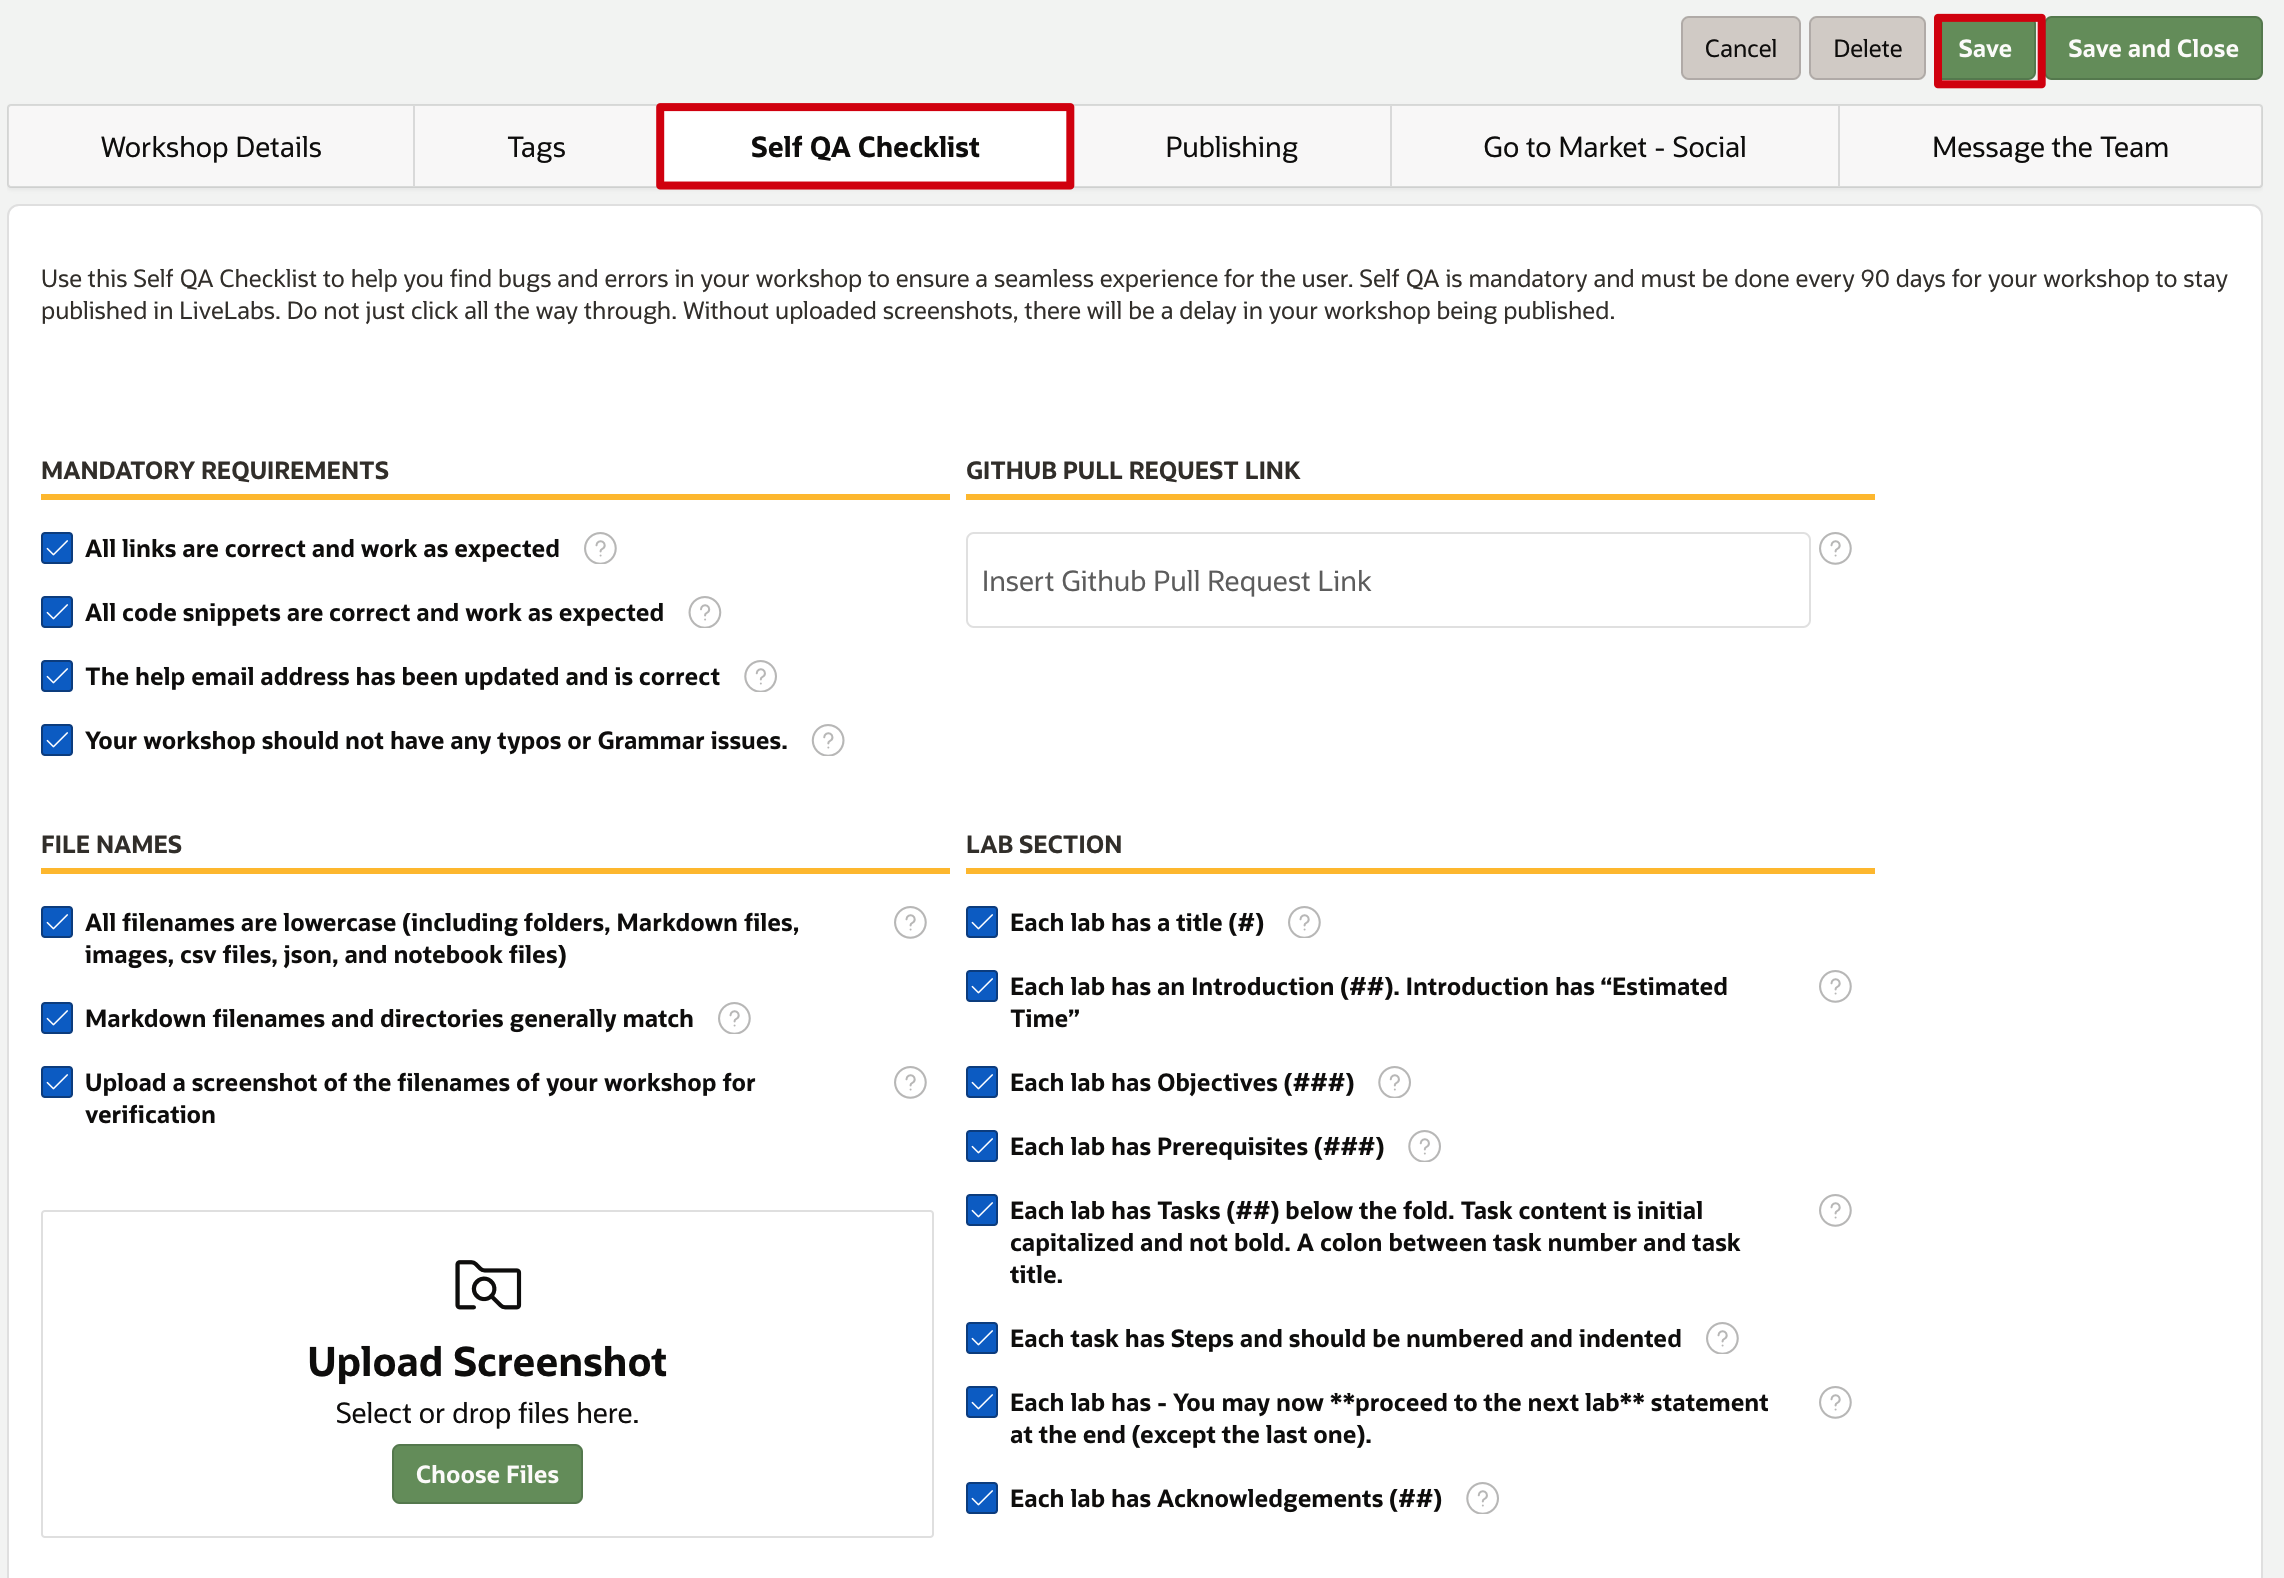 Cancel
Delete
Save
Save and Close
Workshop Details
Tags
Self QA Checklist
Publishing
Go to Market - Social
Message the Team
Use this Self QA Checklist to help you find bugs and errors in your workshop to ensure a seamless experience for the user. Self QA is mandatory and must be done every 90 days for your workshop to stay
published in LiveLabs. Do not just click all the way through. Without uploaded screenshots, there will be a delay in your workshop being published.
MANDATORY REQUIREMENTS
All links are correct and work as expected ?
All code snippets are correct and work as expected ?
The help email address has been updated and is correct ?
Your workshop should not have any typos or Grammar issues. ?
GITHUB PULL REQUEST LINK
Insert Github Pull Request Link ?
FILE NAMES
All filenames are lowercase (including folders, Markdown files, ?
images, csv files, json, and notebook files)
Markdown filenames and directories generally match ?
Upload a screenshot of the filenames of your workshop for ?
verification
Upload Screenshot
Select or drop files here.
Choose Files
LAB SECTION
Each lab has a title (#) ?
Each lab has an Introduction (##). Introduction has “Estimated ?
Time”
Each lab has Objectives (###) ?
Each lab has Prerequisites (###) ?
Each lab has Tasks (##) below the fold. Task content is initial ?
capitalized and not bold. A colon between task number and task
title.
Each task has Steps and should be numbered and indented ?
Each lab has - You may now **proceed to the next lab** statement ?
at the end (except the last one).
Each lab has Acknowledgements (##) ?